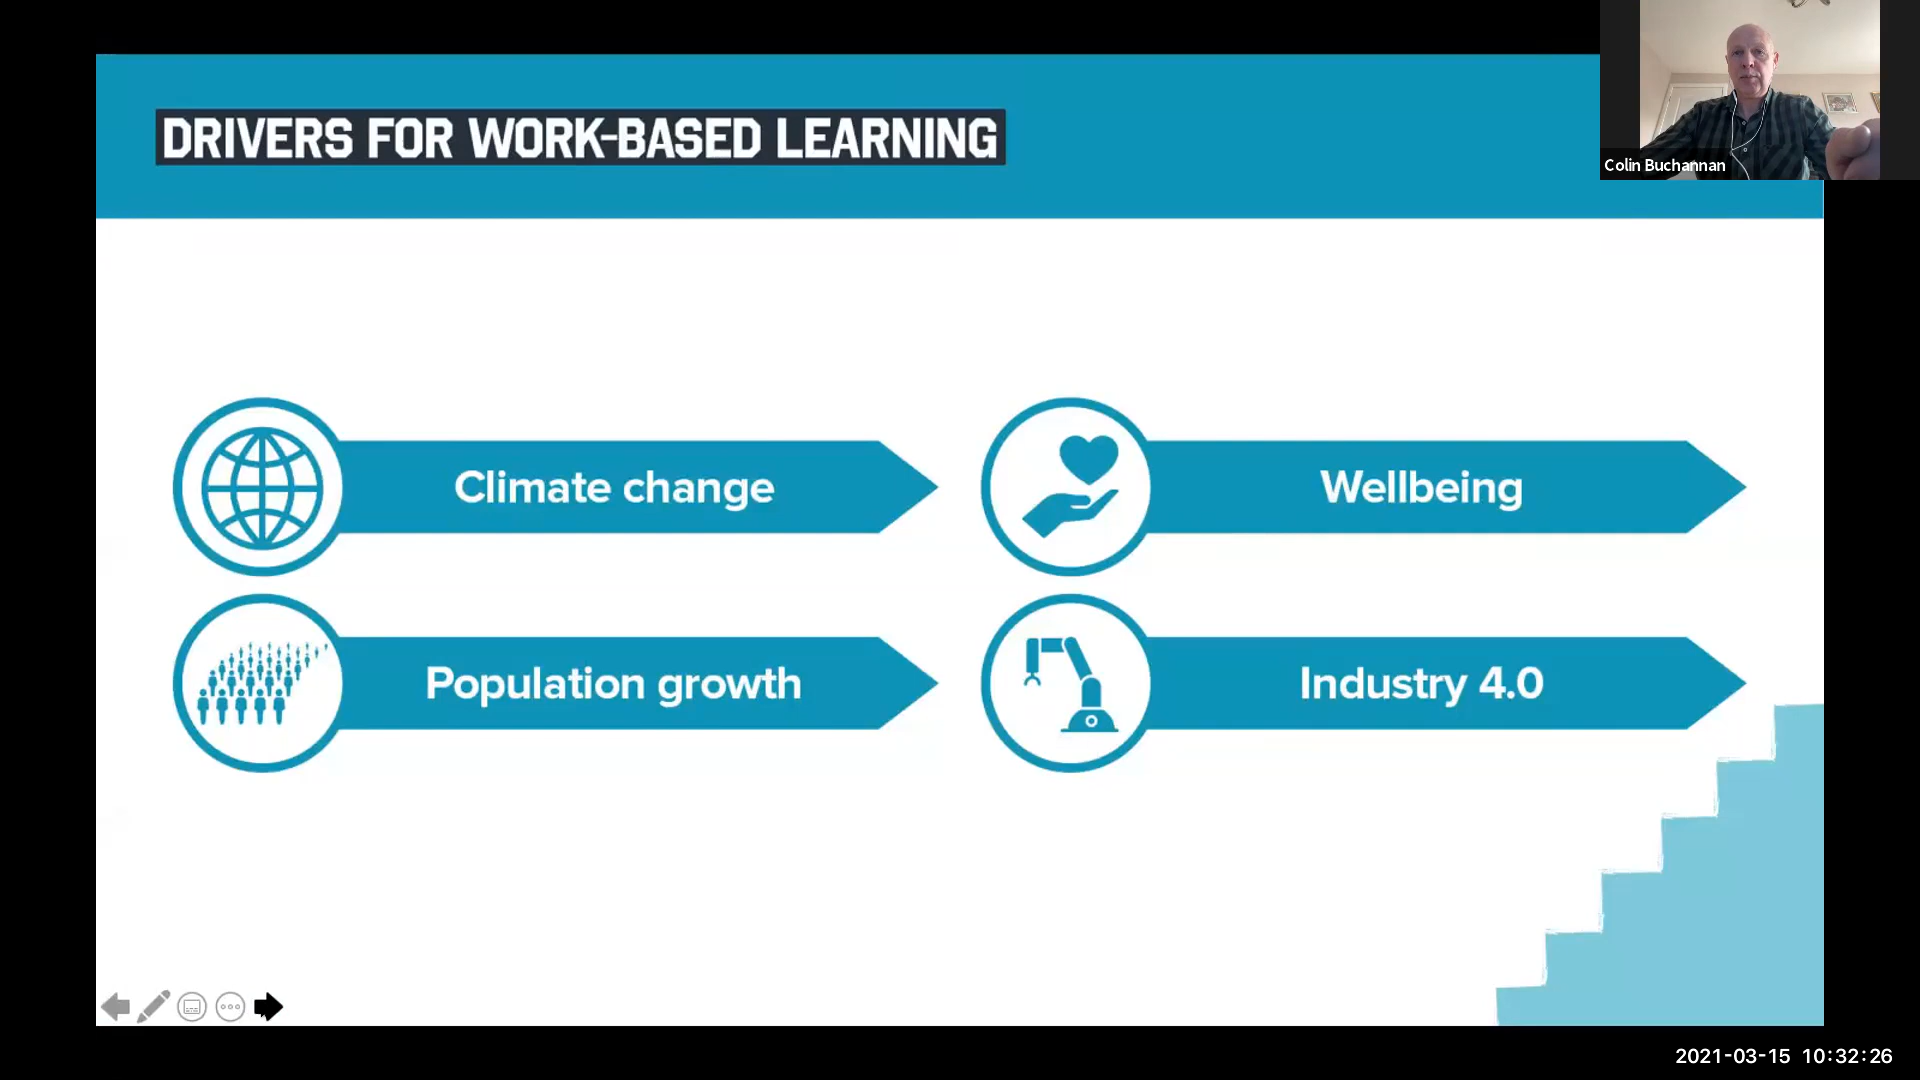 DRIVERS FOR WORK-BASED LEARNING
Colin Buchannan
Climate change
Wellbeing
Population growth
Industry 4.0
2021-03-15 10:32:26